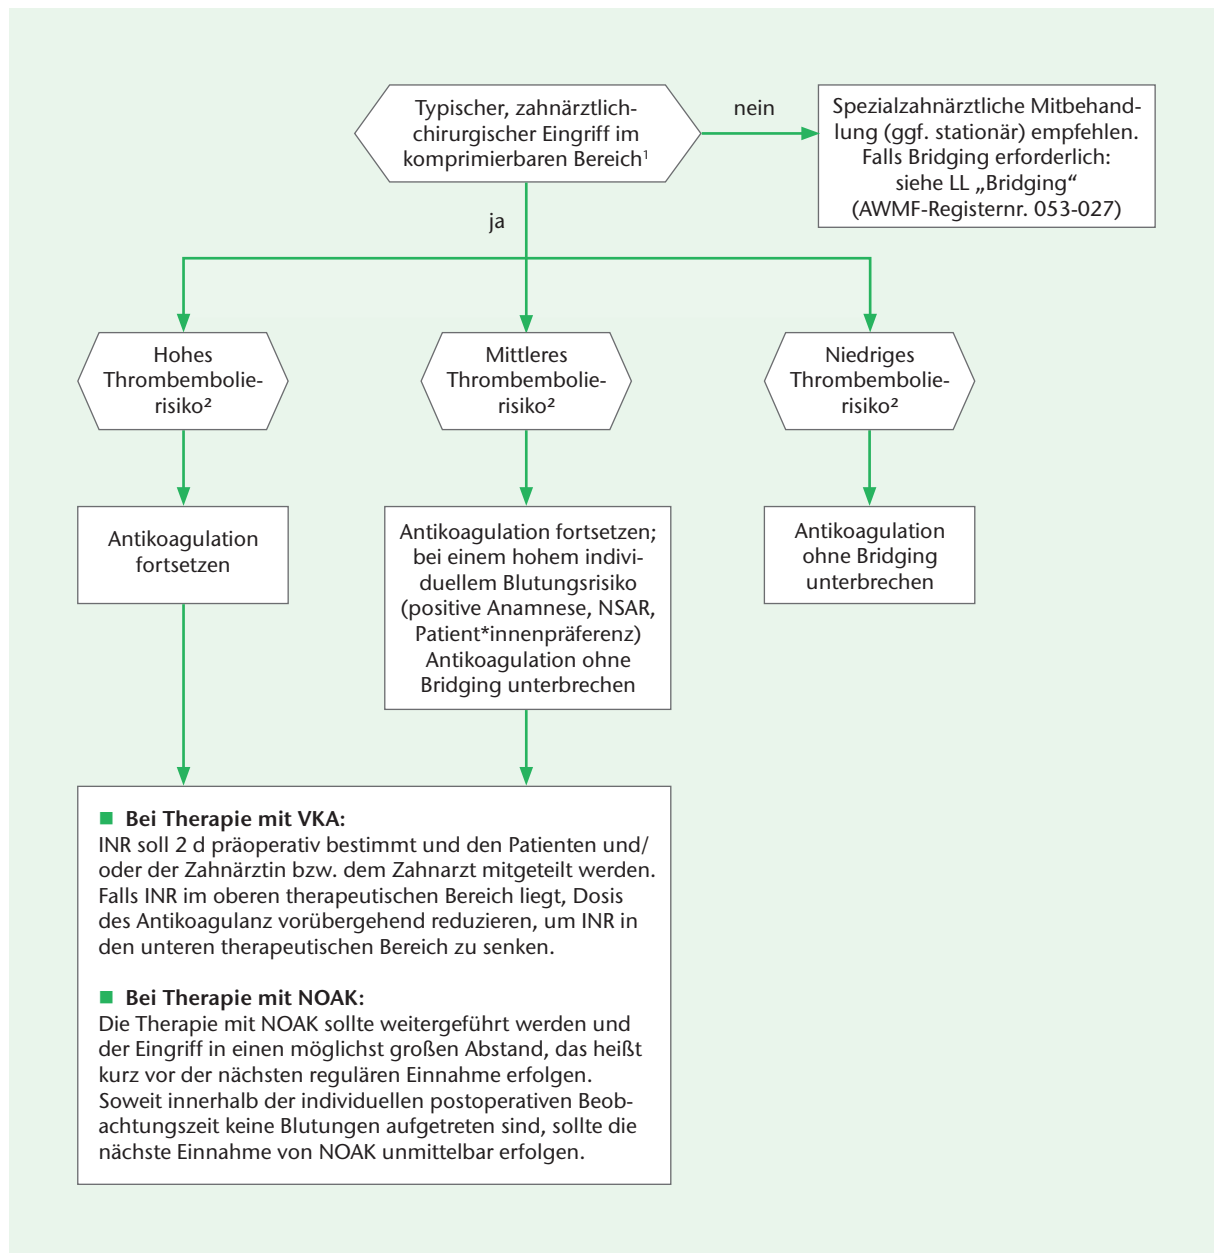 Typischer, zahnärztlich-
chirurgischer Eingriff im
komprimierbaren Bereich¹
nein
Spezialzahnärztliche Mitbehand-
lung (ggf. stationär) empfehlen.
Falls Bridging erforderlich:
siehe LL „Bridging“
(AWMF-Registernr. 053-027)
ja
Hohes
Thrombembolie-
risiko²
Mittleres
Thrombembolie-
risiko²
Niedriges
Thrombembolie-
risiko²
Antikoagulation
fortsetzen
Antikoagulation fortsetzen;
bei einem hohem indivi-
duellem Blutungsrisiko
(positive Anamnese, NSAR,
Patient*innenpräferenz)
Antikoagulation ohne
Bridging unterbrechen
Antikoagulation
ohne Bridging
unterbrechen
■ Bei Therapie mit VKA:
INR soll 2 d präoperativ bestimmt und den Patienten und/
oder der Zahnärztin bzw. dem Zahnarzt mitgeteilt werden.
Falls INR im oberen therapeutischen Bereich liegt, Dosis
des Antikoagulanz vorübergehend reduzieren, um INR in
den unteren therapeutischen Bereich zu senken.
■ Bei Therapie mit NOAK:
Die Therapie mit NOAK sollte weitergeführt werden und
der Eingriff in einen möglichst großen Abstand, das heißt
kurz vor der nächsten regulären Einnahme erfolgen.
Soweit innerhalb der individuellen postoperativen Beob-
achtungszeit keine Blutungen aufgetreten sind, sollte die
nächste Einnahme von NOAK unmittelbar erfolgen.